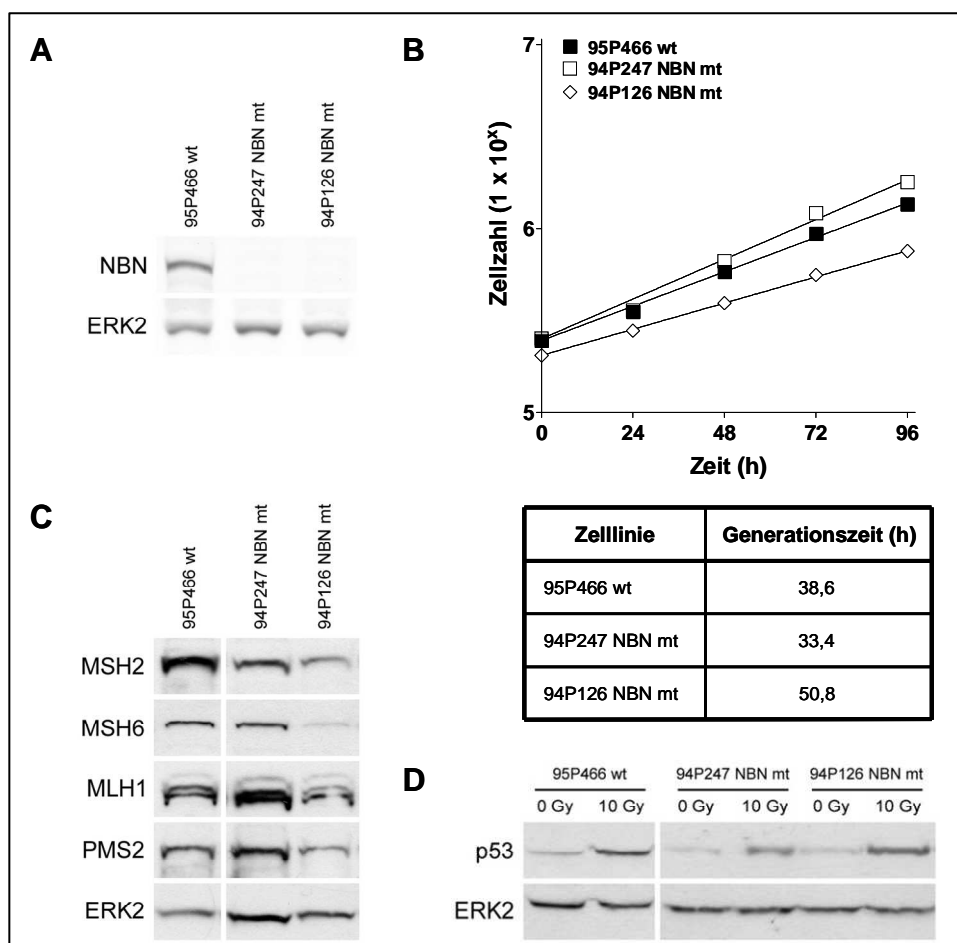 A
95P466 wt
94P247 NBN mt
94P126 NBN mt
NBN
ERK2
B
95P466 wt
94P247 NBN mt
94P126 NBN mt
Zellzahl (1 x 10^x)
7
6
5
0 24 48 72 96
Zeit (h)
Zelllinie Generationszeit (h)
95P466 wt 38,6
94P247 NBN mt 33,4
94P126 NBN mt 50,8
C
95P466 wt
94P247 NBN mt
94P126 NBN mt
MSH2
MSH6
MLH1
PMS2
ERK2
D
95P466 wt 94P247 NBN mt 94P126 NBN mt
0 Gy 10 Gy 0 Gy 10 Gy 0 Gy 10 Gy
p53
ERK2